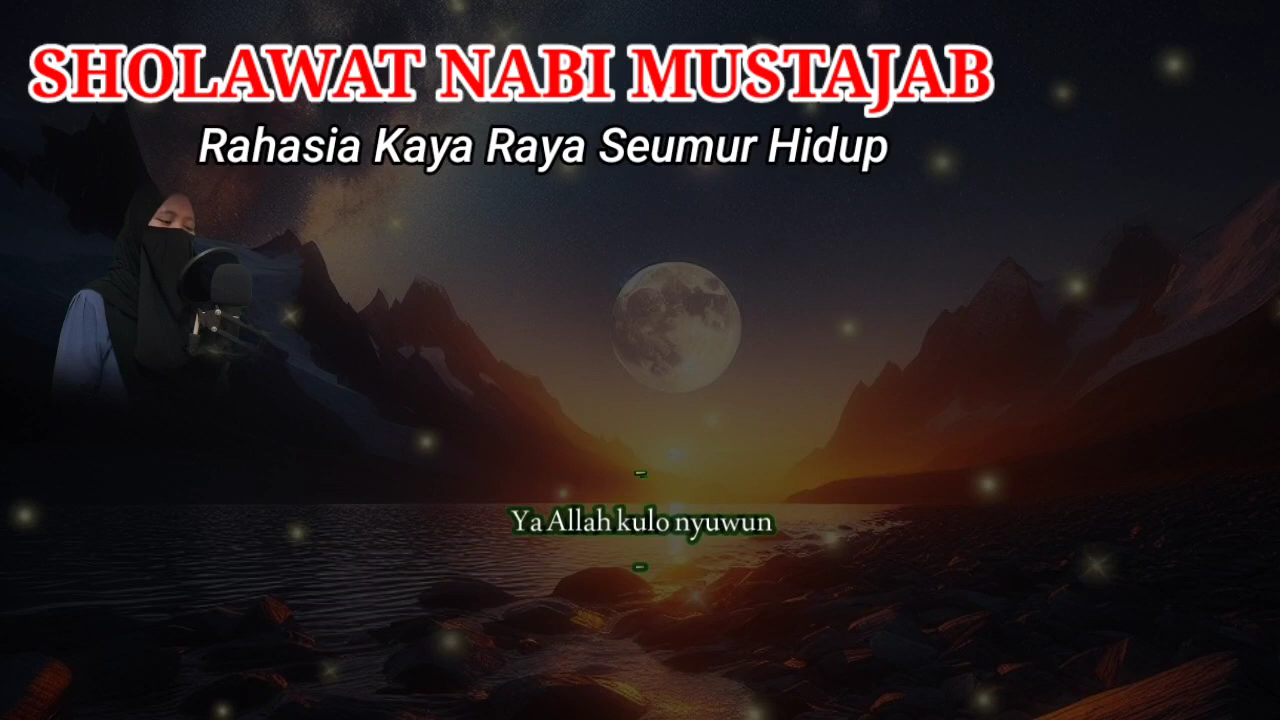 SHOLAWAT NABI MUSTAJAB
Rahasia Kaya Raya Seumur Hidup
-
Ya Allah kulo nyuwun
-